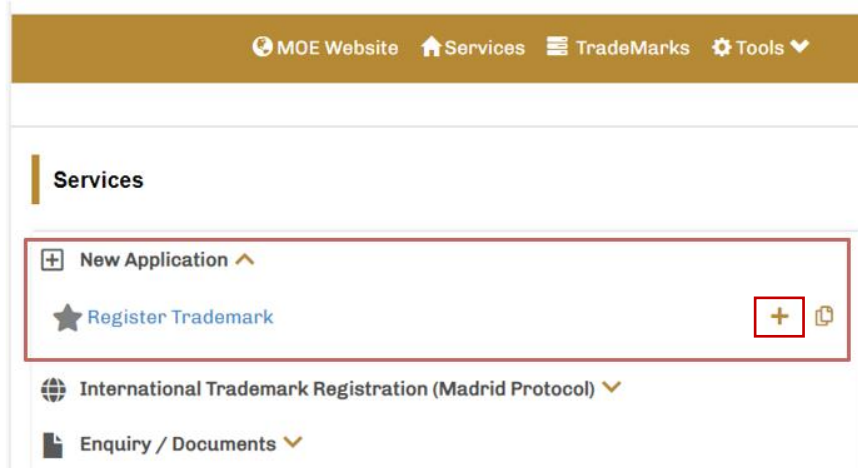 MOE Website Services TradeMarks Tools
Services
New Application
Register Trademark
International Trademark Registration (Madrid Protocol)
Enquiry / Documents